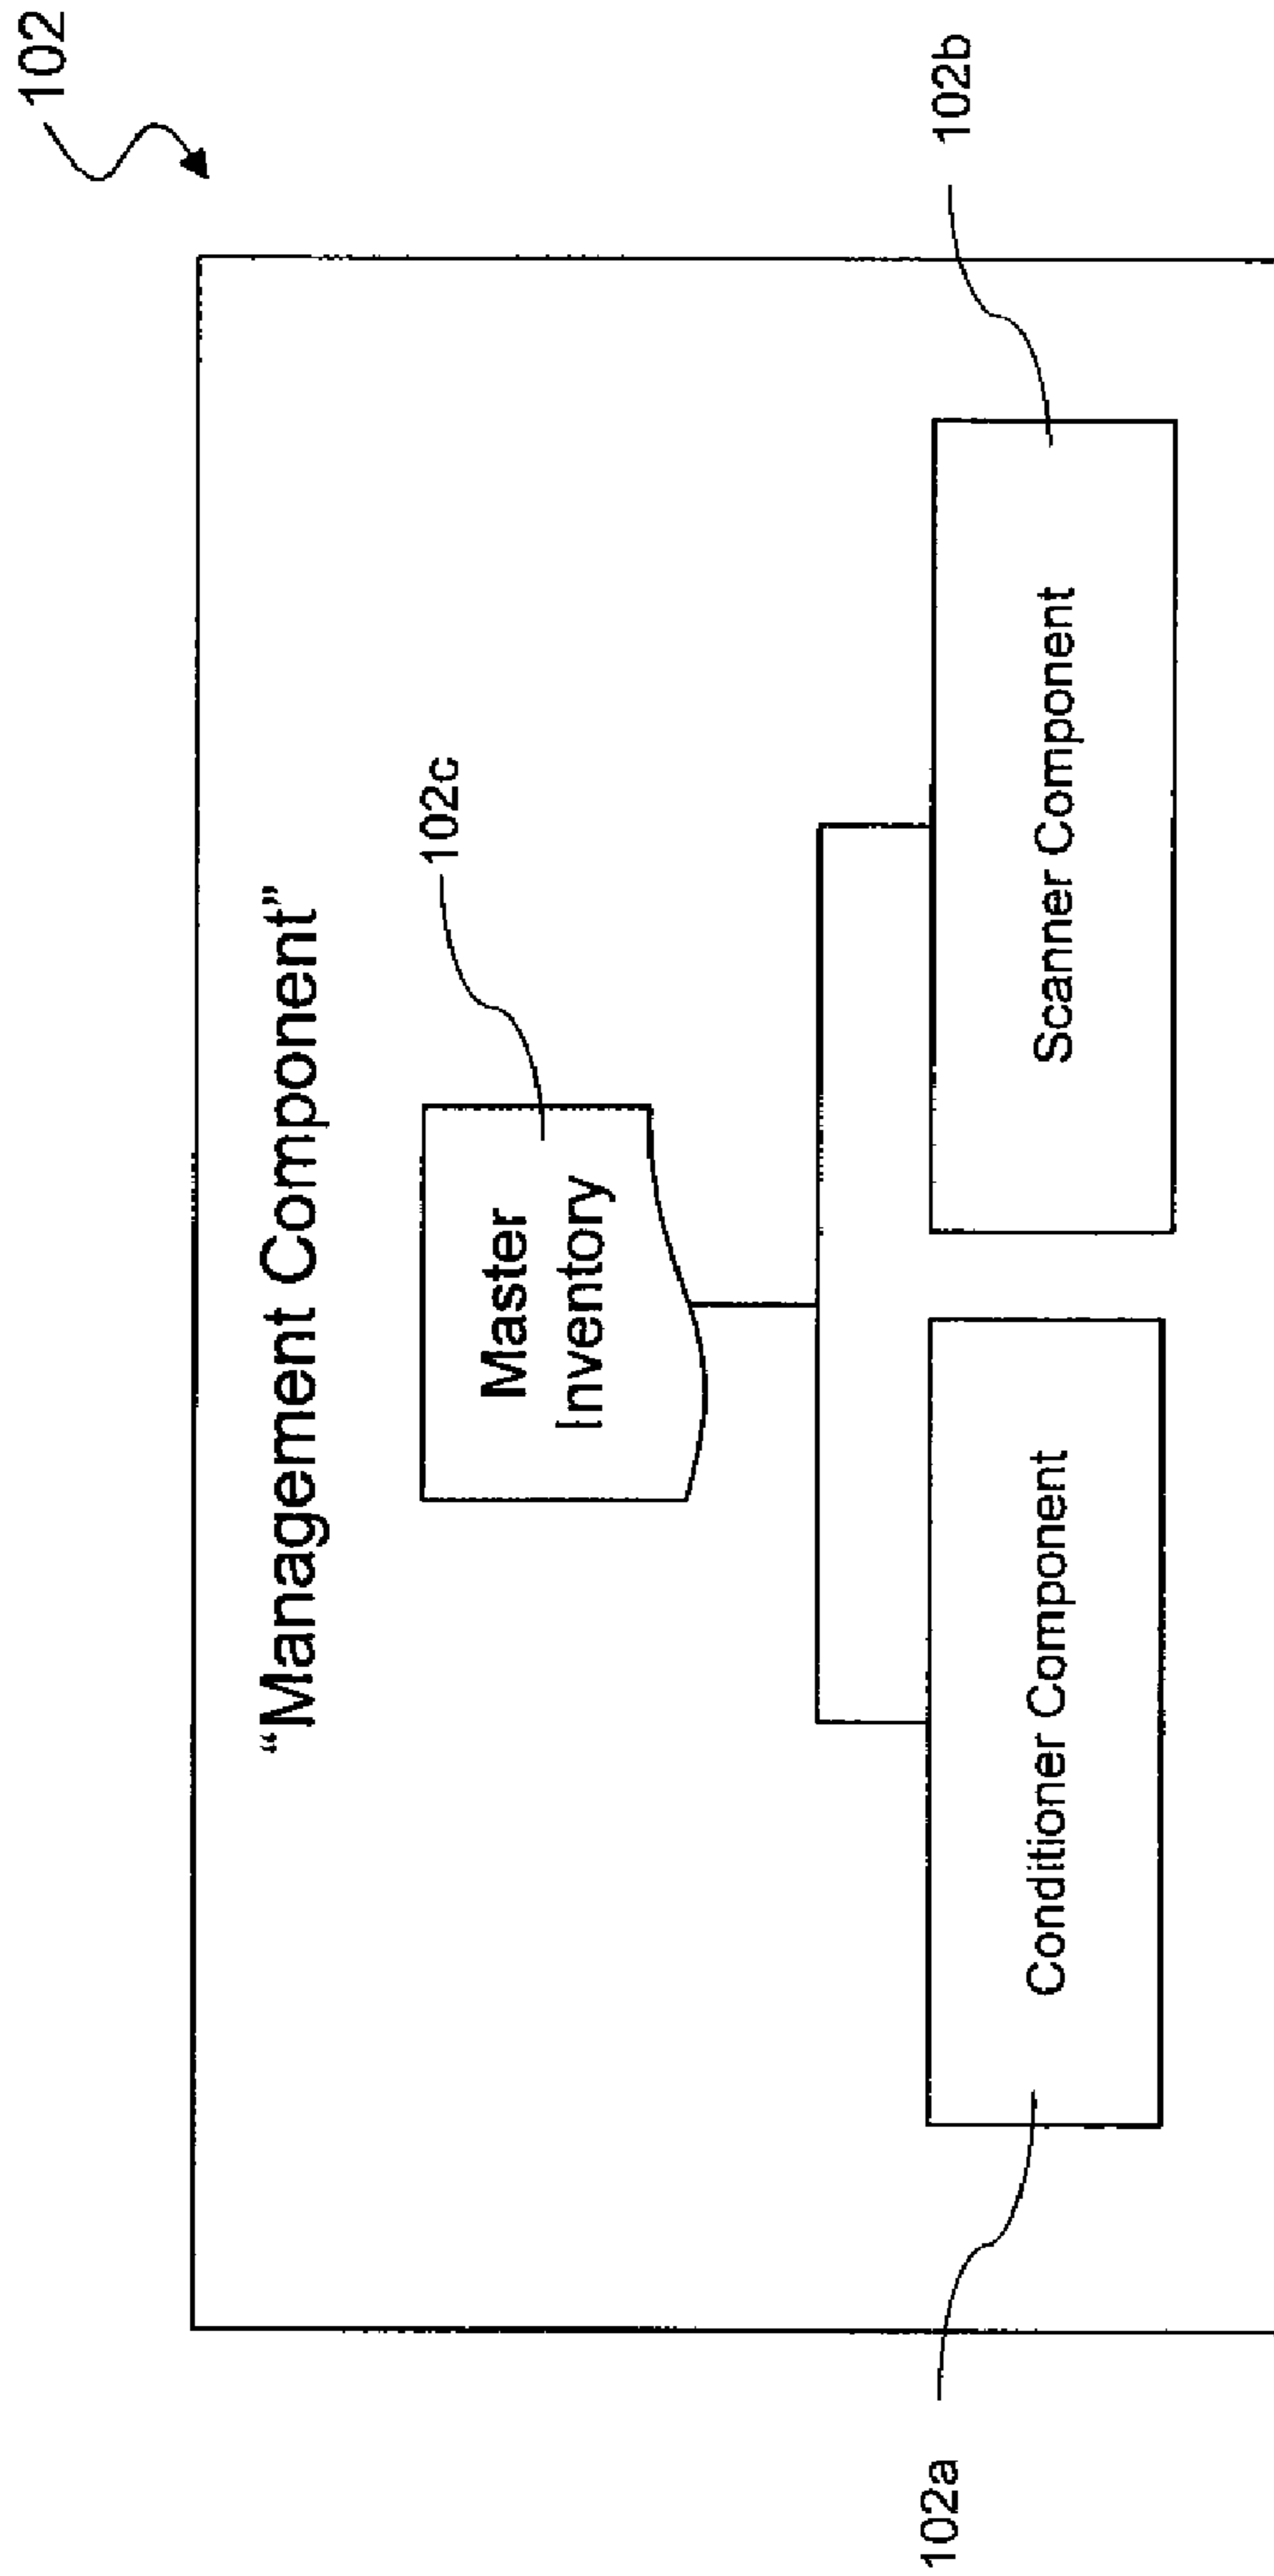 102
“Management Component”
102c
Master
Inventory
102b
Conditioner Component
Scanner Component
102a